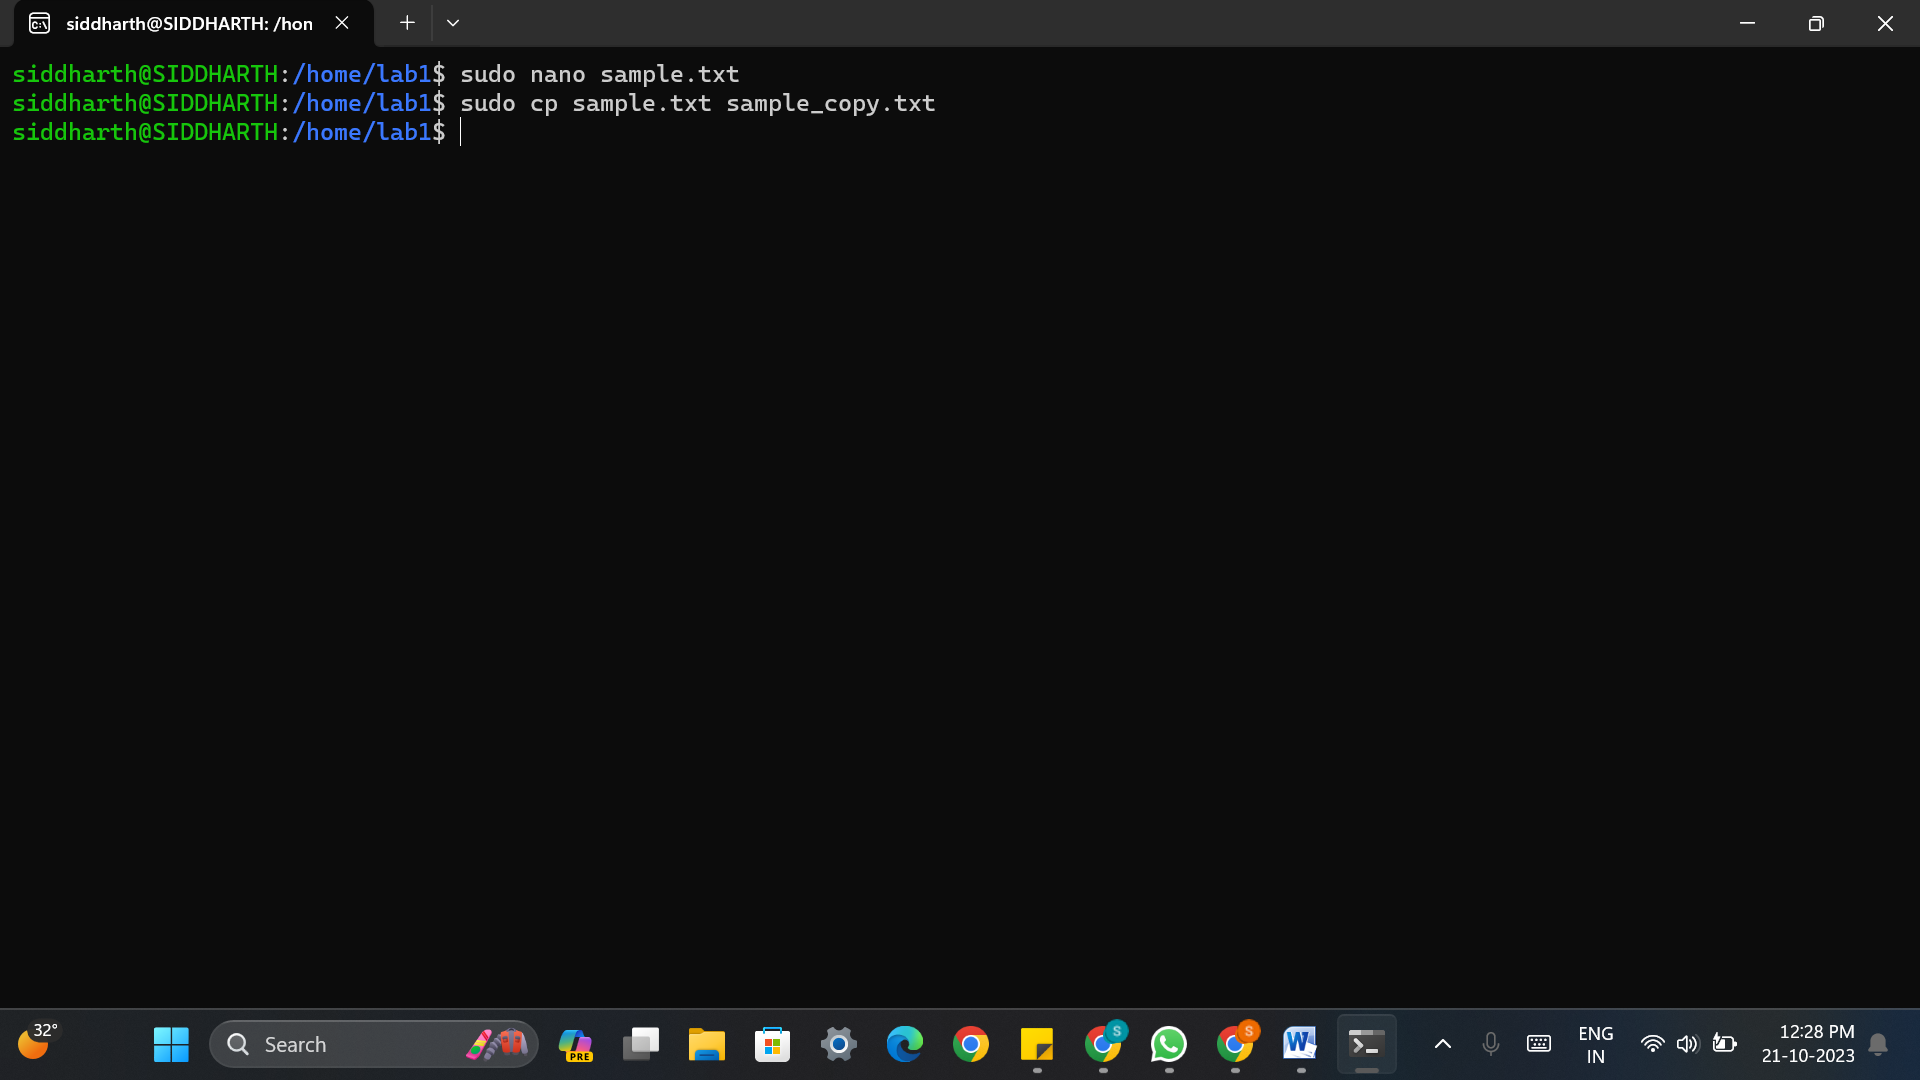 siddharth@SIDDHARTH: /hon
siddharth@SIDDHARTH:/home/lab1$ sudo nano sample.txt
siddharth@SIDDHARTH:/home/lab1$ sudo cp sample.txt sample_copy.txt
siddharth@SIDDHARTH:/home/lab1$
32°
Search
PRE
S
S
W
ENG
IN
12:28 PM
21-10-2023